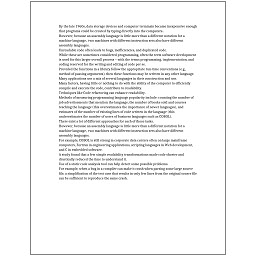 By the late 1960s, data storage devices and computer terminals became inexpensive enough
that programs could be created by typing directly into the computers.
However, because an assembly language is little more than a different notation for a
machine language, two machines with different instruction sets also have different
assembly languages.
Unreadable code often leads to bugs, inefficiencies, and duplicated code.
While these are sometimes considered programming, often the term software development
is used for this larger overall process – with the terms programming, implementation, and
coding reserved for the writing and editing of code per se.
Provided the functions in a library follow the appropriate run-time conventions (e.g.,
method of passing arguments), then these functions may be written in any other language.
Many applications use a mix of several languages in their construction and use.
Many factors, having little or nothing to do with the ability of the computer to efficiently
compile and execute the code, contribute to readability.
Techniques like Code refactoring can enhance readability.
Methods of measuring programming language popularity include: counting the number of
job advertisements that mention the language, the number of books sold and courses
teaching the language (this overestimates the importance of newer languages), and
estimates of the number of existing lines of code written in the language (this
underestimates the number of users of business languages such as COBOL).
There exist a lot of different approaches for each of those tasks.
However, because an assembly language is little more than a different notation for a
machine language, two machines with different instruction sets also have different
assembly languages.
For example, COBOL is still strong in corporate data centers often on large mainframe
computers, Fortran in engineering applications, scripting languages in Web development,
and C in embedded software.
A study found that a few simple readability transformations made code shorter and
drastically reduced the time to understand it.
Use of a static code analysis tool can help detect some possible problems.
For example, when a bug in a compiler can make it crash when parsing some large source
file, a simplification of the test case that results in only few lines from the original source file
can be sufficient to reproduce the same crash.